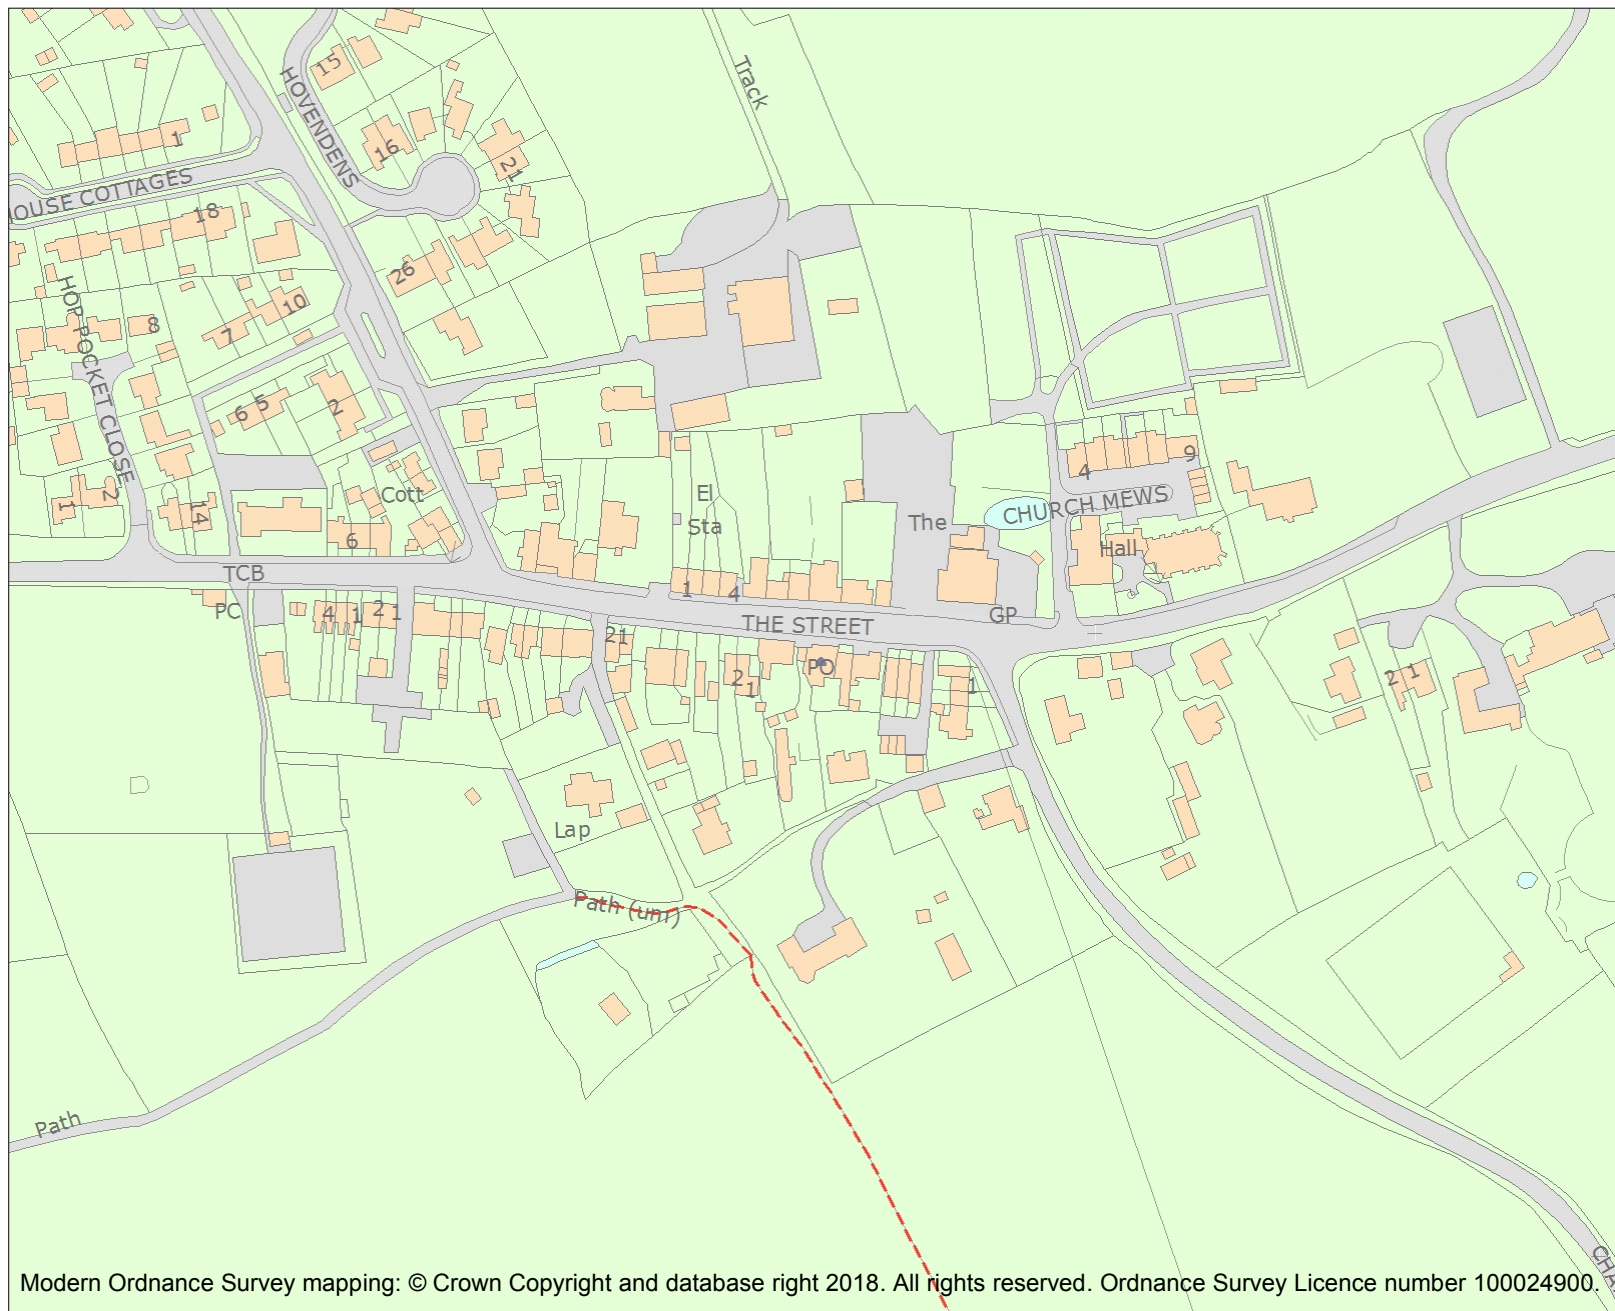 Track
15
HOVENDENS
1
16
21
HOUSE COTTAGES
18
26
HOP POCKET CLOSE
10
8
7
6 5
2
9
4
1
2
14
Cott
El
Sta
CHURCH MEWS
The
6
Hall
TCB
1
4
PC
4
1
2
1
GP
THE STREET
21
PO
2
1
1
2
1
Lap
Path (um)
Path
CHA
Modern Ordnance Survey mapping: © Crown Copyright and database right 2018. All rights reserved. Ordnance Survey Licence number 100024900.